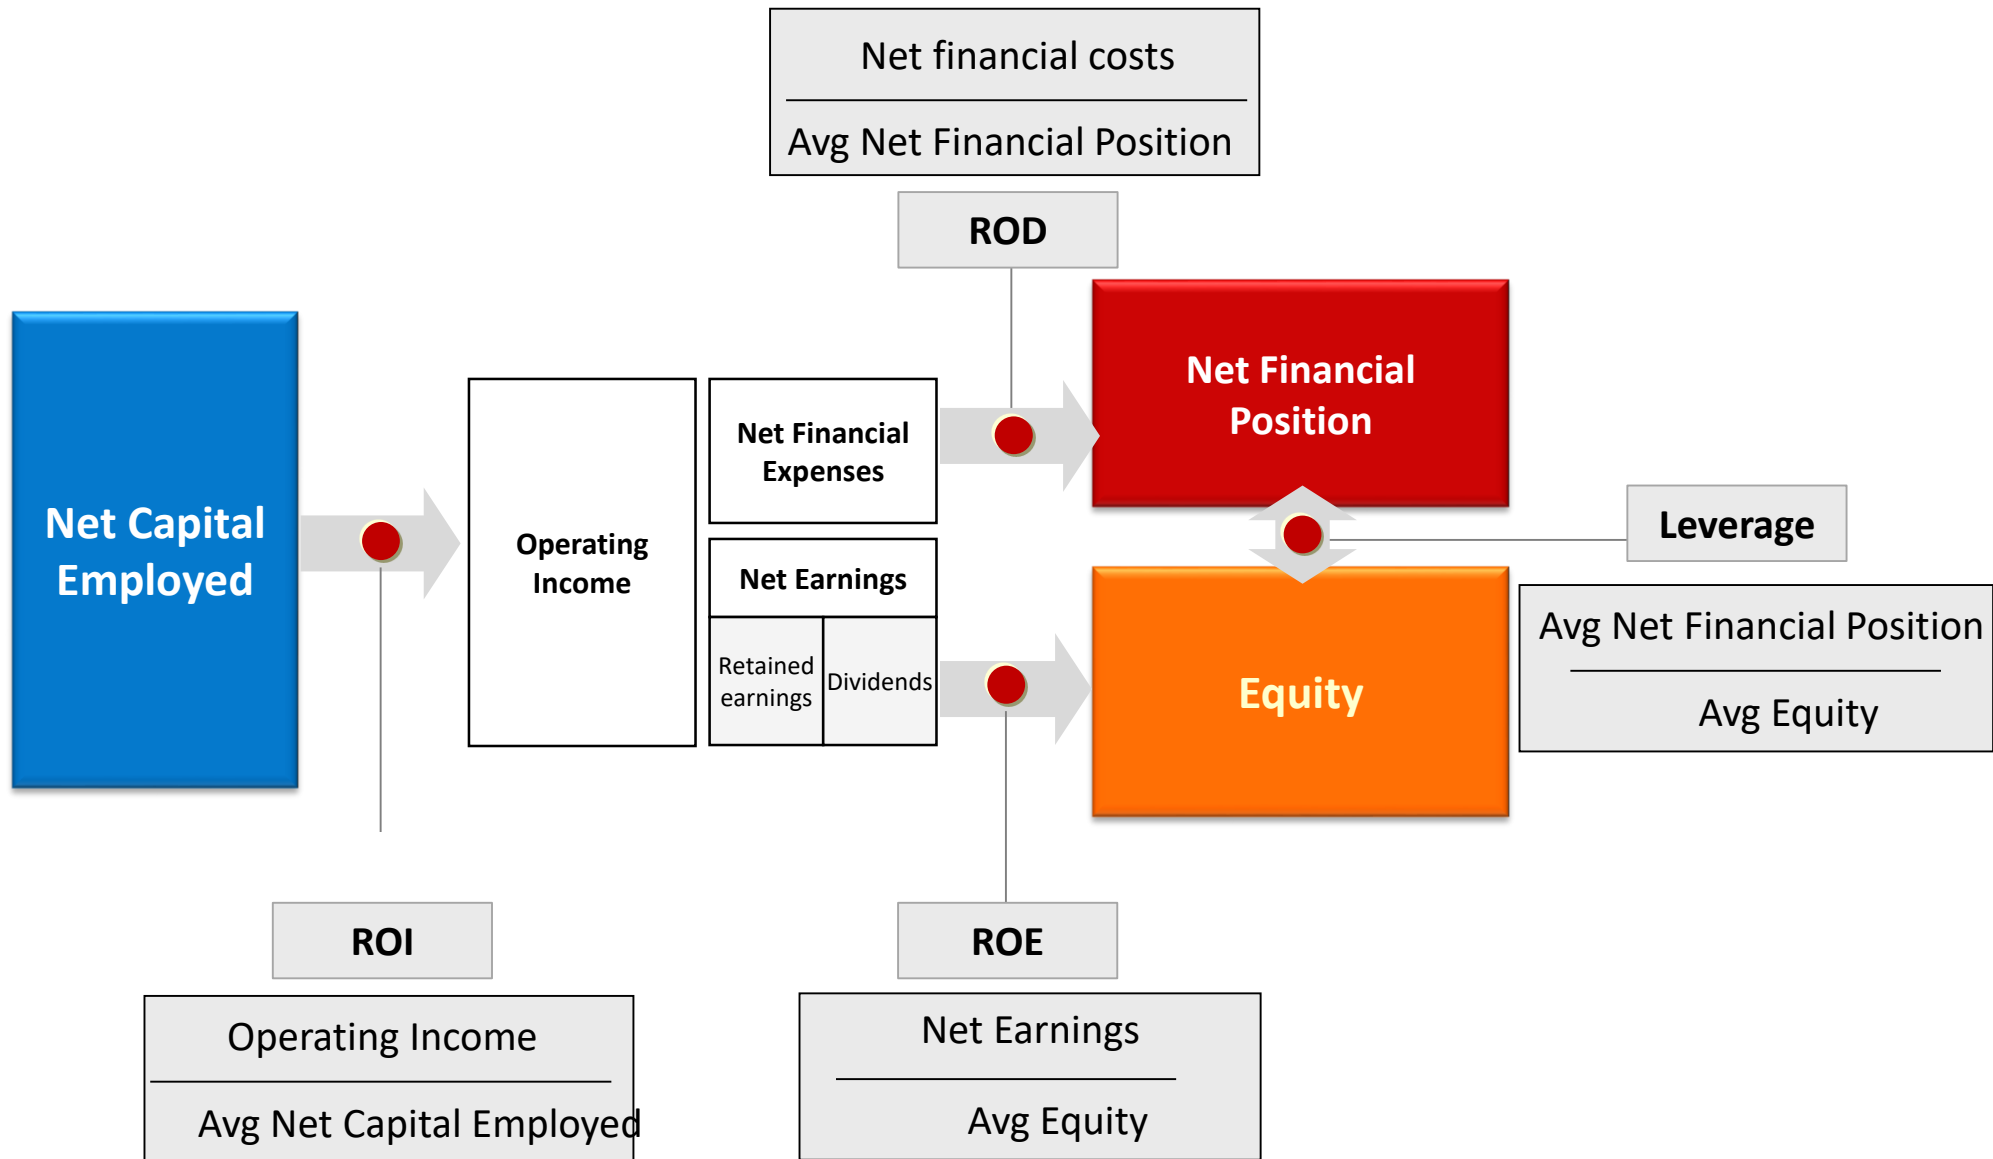 Net financial costs
Avg Net Financial Position
ROD
Net Capital
Employed
Operating
Income
Net Financial
Expenses
Net Earnings
Retained
earnings
Dividends
Net Financial
Position
Equity
Leverage
Avg Net Financial Position
Avg Equity
ROI
Operating Income
Avg Net Capital Employed
ROE
Net Earnings
Avg Equity